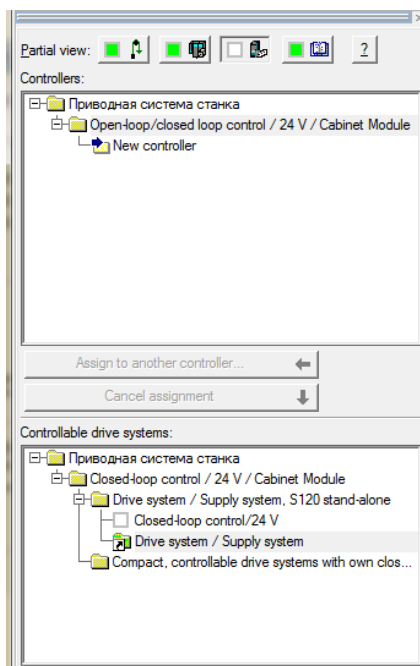 Partial view:
?
Controllers:
Приводная система станка
Open-loop/closed loop control / 24 V / Cabinet Module
New controller
Assign to another controller...
Cancel assignment
Controllable drive systems:
Приводная система станка
Closed-loop control / 24 V / Cabinet Module
Drive system / Supply system, S120 stand-alone
Closed-loop control/24 V
Drive system / Supply system
Compact, controllable drive systems with own clos...